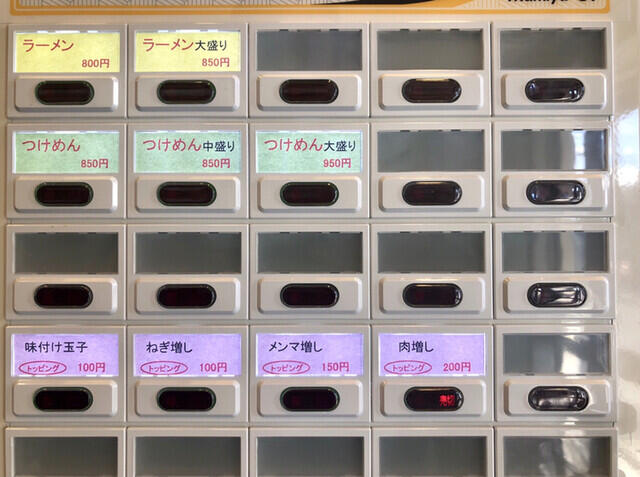 ラーメン
800円
ラーメン大盛り
850円
つけめん
850円
つけめん中盛り
850円
つけめん大盛り
950円
味付け玉子
トッピング 100円
ねぎ増し
トッピング 100円
メンマ増し
トッピング 150円
肉増し
トッピング 200円
売切